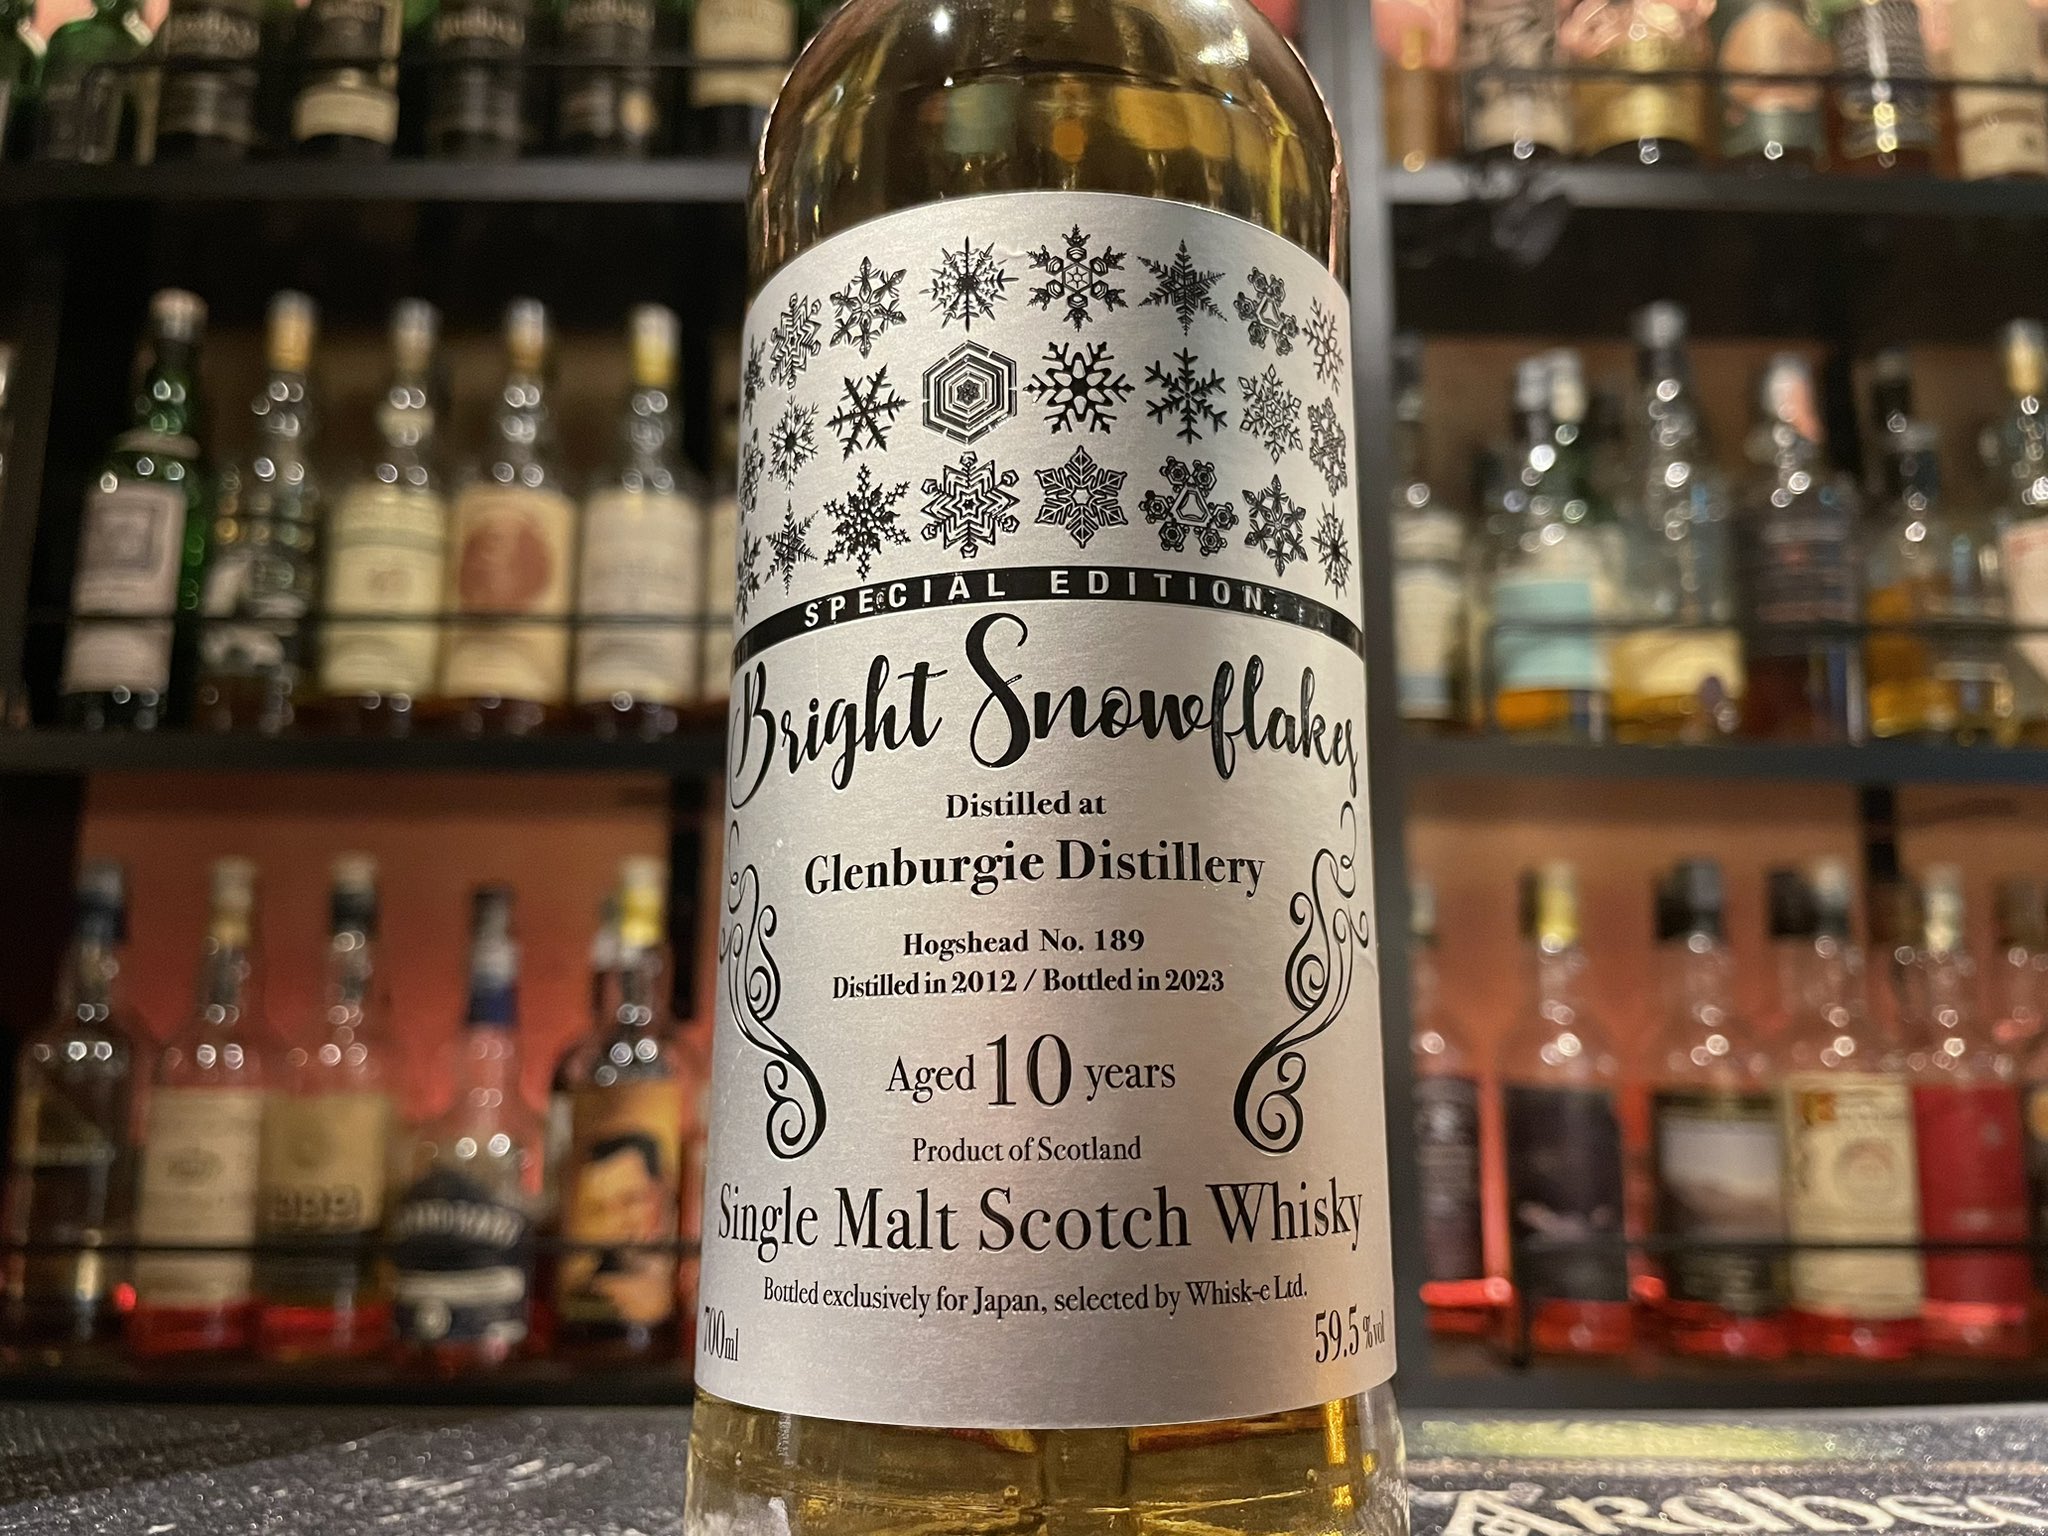 SPECIAL EDITION
Bright Snowflakes
Distilled at
Glenburgie Distillery
Hogshead No. 189
Distilled in 2012 / Bottled in 2023
Aged 10 years
Product of Scotland
Single Malt Scotch Whisky
Bottled exclusively for Japan, selected by Whisk-e Ltd.
700ml
59.5 %vol